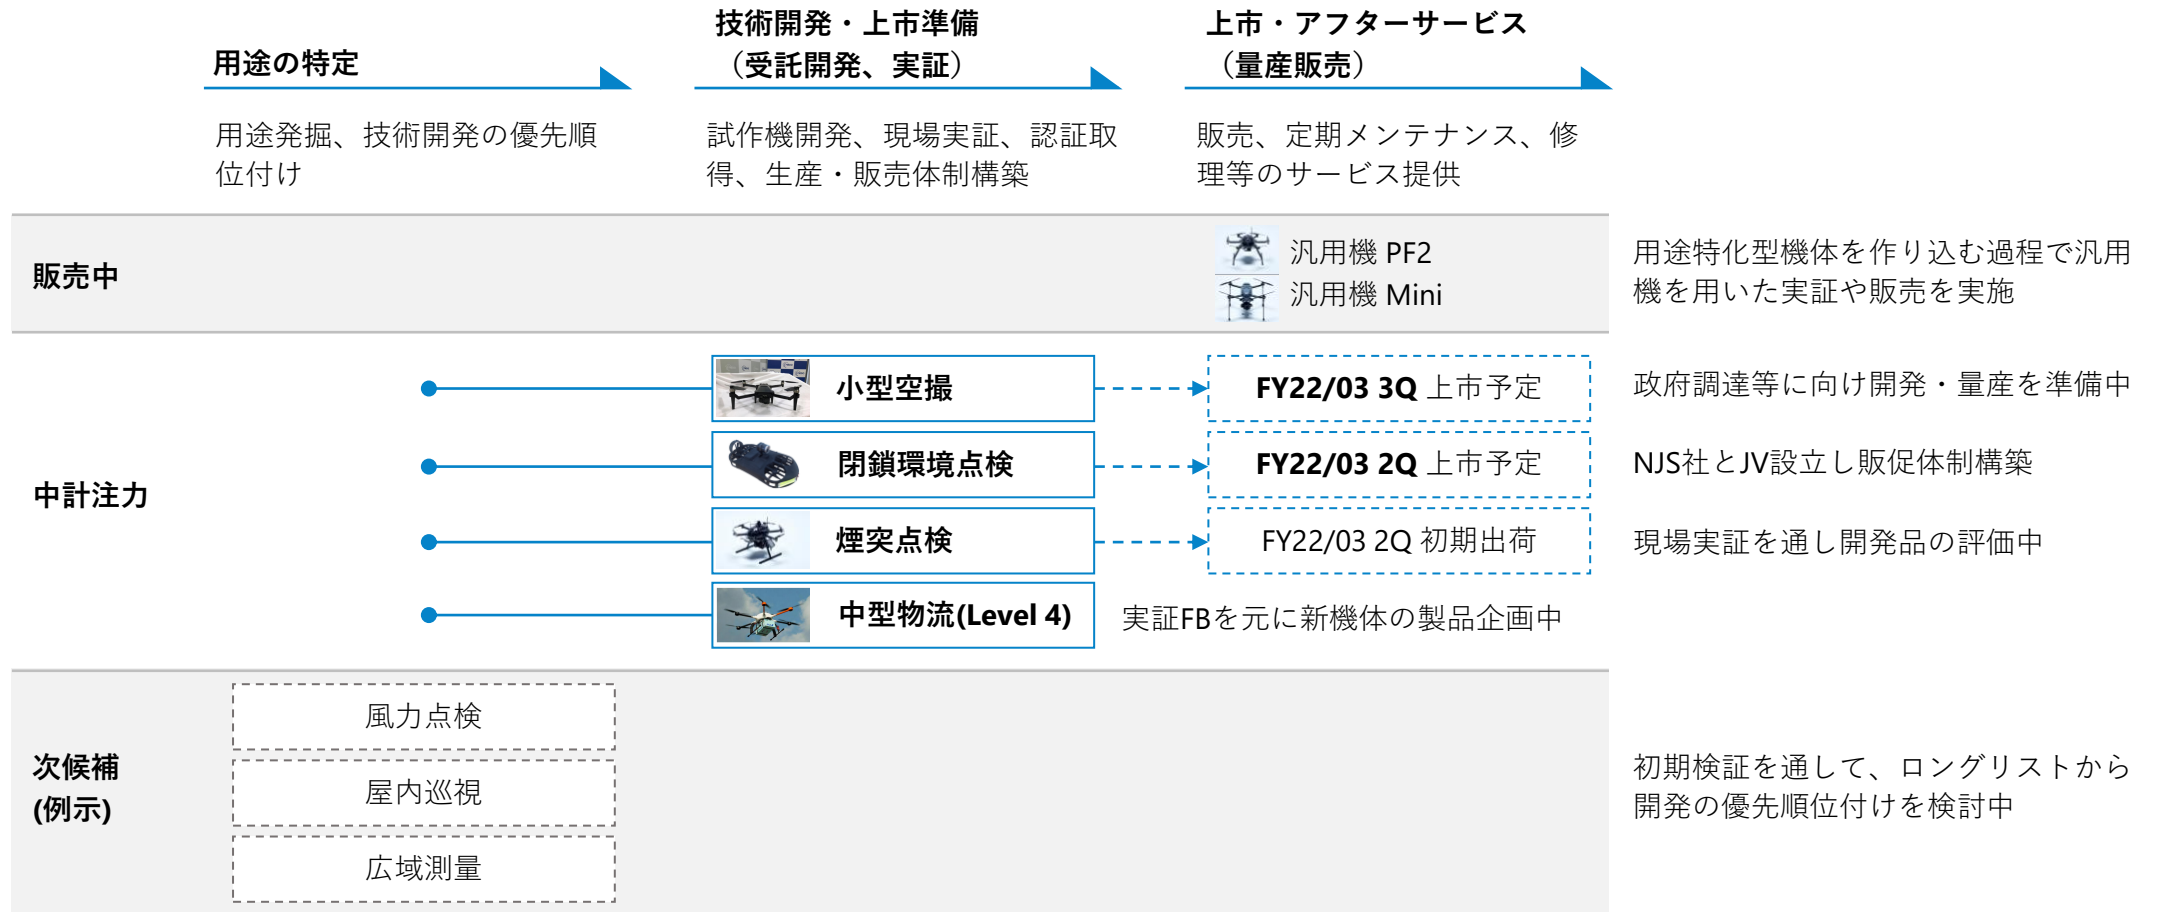 用途の特定
技術開発・上市準備
（受託開発、実証）
上市・アフターサービス
（量産販売）
用途発掘、技術開発の優先順
位付け
試作機開発、現場実証、認証取
得、生産・販売体制構築
販売、定期メンテナンス、修
理等のサービス提供
販売中
汎用機 PF2
汎用機 Mini
用途特化型機体を作り込む過程で汎用
機を用いた実証や販売を実施
中計注力
小型空撮
FY22/03 3Q 上市予定
政府調達等に向け開発・量産を準備中
閉鎖環境点検
FY22/03 2Q 上市予定
NJS社とJV設立し販促体制構築
煙突点検
FY22/03 2Q 初期出荷
現場実証を通し開発品の評価中
中型物流(Level 4)
実証FBを元に新機体の製品企画中
次候補
(例示)
風力点検
屋内巡視
広域測量
初期検証を通して、ロングリストから
開発の優先順位付けを検討中